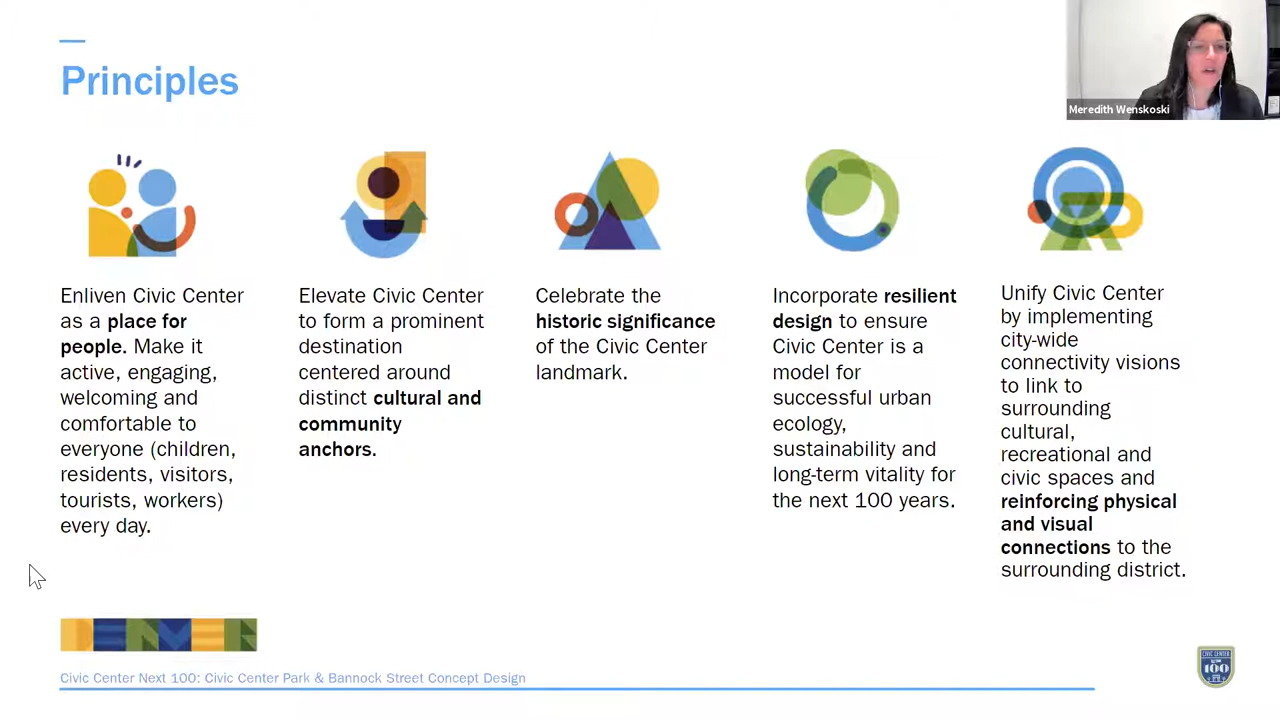 Principles
Meredith Wenskoski
Enliven Civic Center
as a place for
people. Make it
active, engaging,
welcoming and
comfortable to
everyone (children,
residents, visitors,
tourists, workers)
every day.
Elevate Civic Center
to form a prominent
destination
centered around
distinct cultural and
community
anchors.
Celebrate the
historic significance
of the Civic Center
landmark.
Incorporate resilient
design to ensure
Civic Center is a
model for
successful urban
ecology,
sustainability and
long-term vitality for
the next 100 years.
Unify Civic Center
by implementing
city-wide
connectivity visions
to link to
surrounding
cultural,
recreational and
civic spaces and
reinforcing physical
and visual
connections to the
surrounding district.
DENVER
Civic Center Next 100: Civic Center Park & Bannock Street Concept Design
CIVIC CENTER
100